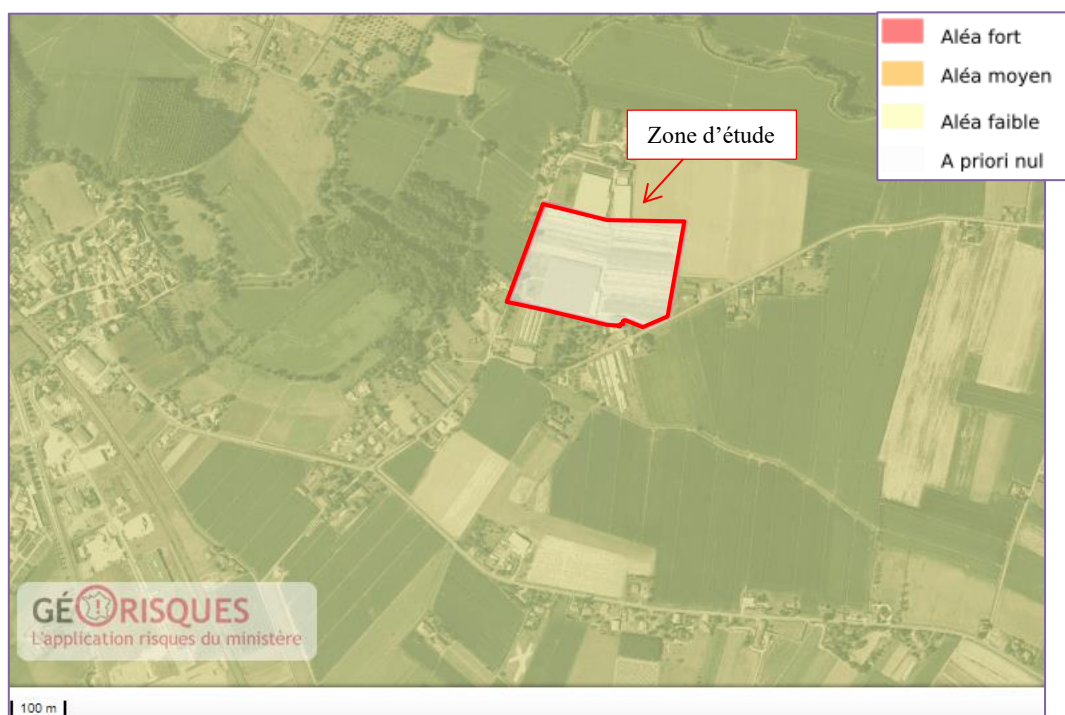 Aléa fort
Aléa moyen
Aléa faible
A priori nul
Zone d'étude
GÉORISQUES
L'application risques du ministère
100 m